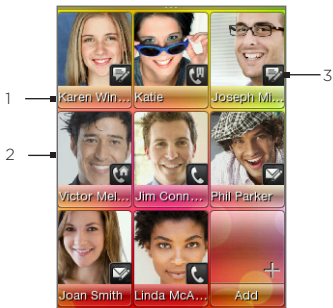 1
3
Karen Win... Katie Joseph Mi...
2
Victor Mel... Jim Conn... Phil Parker
Joan Smith Linda McA... Add